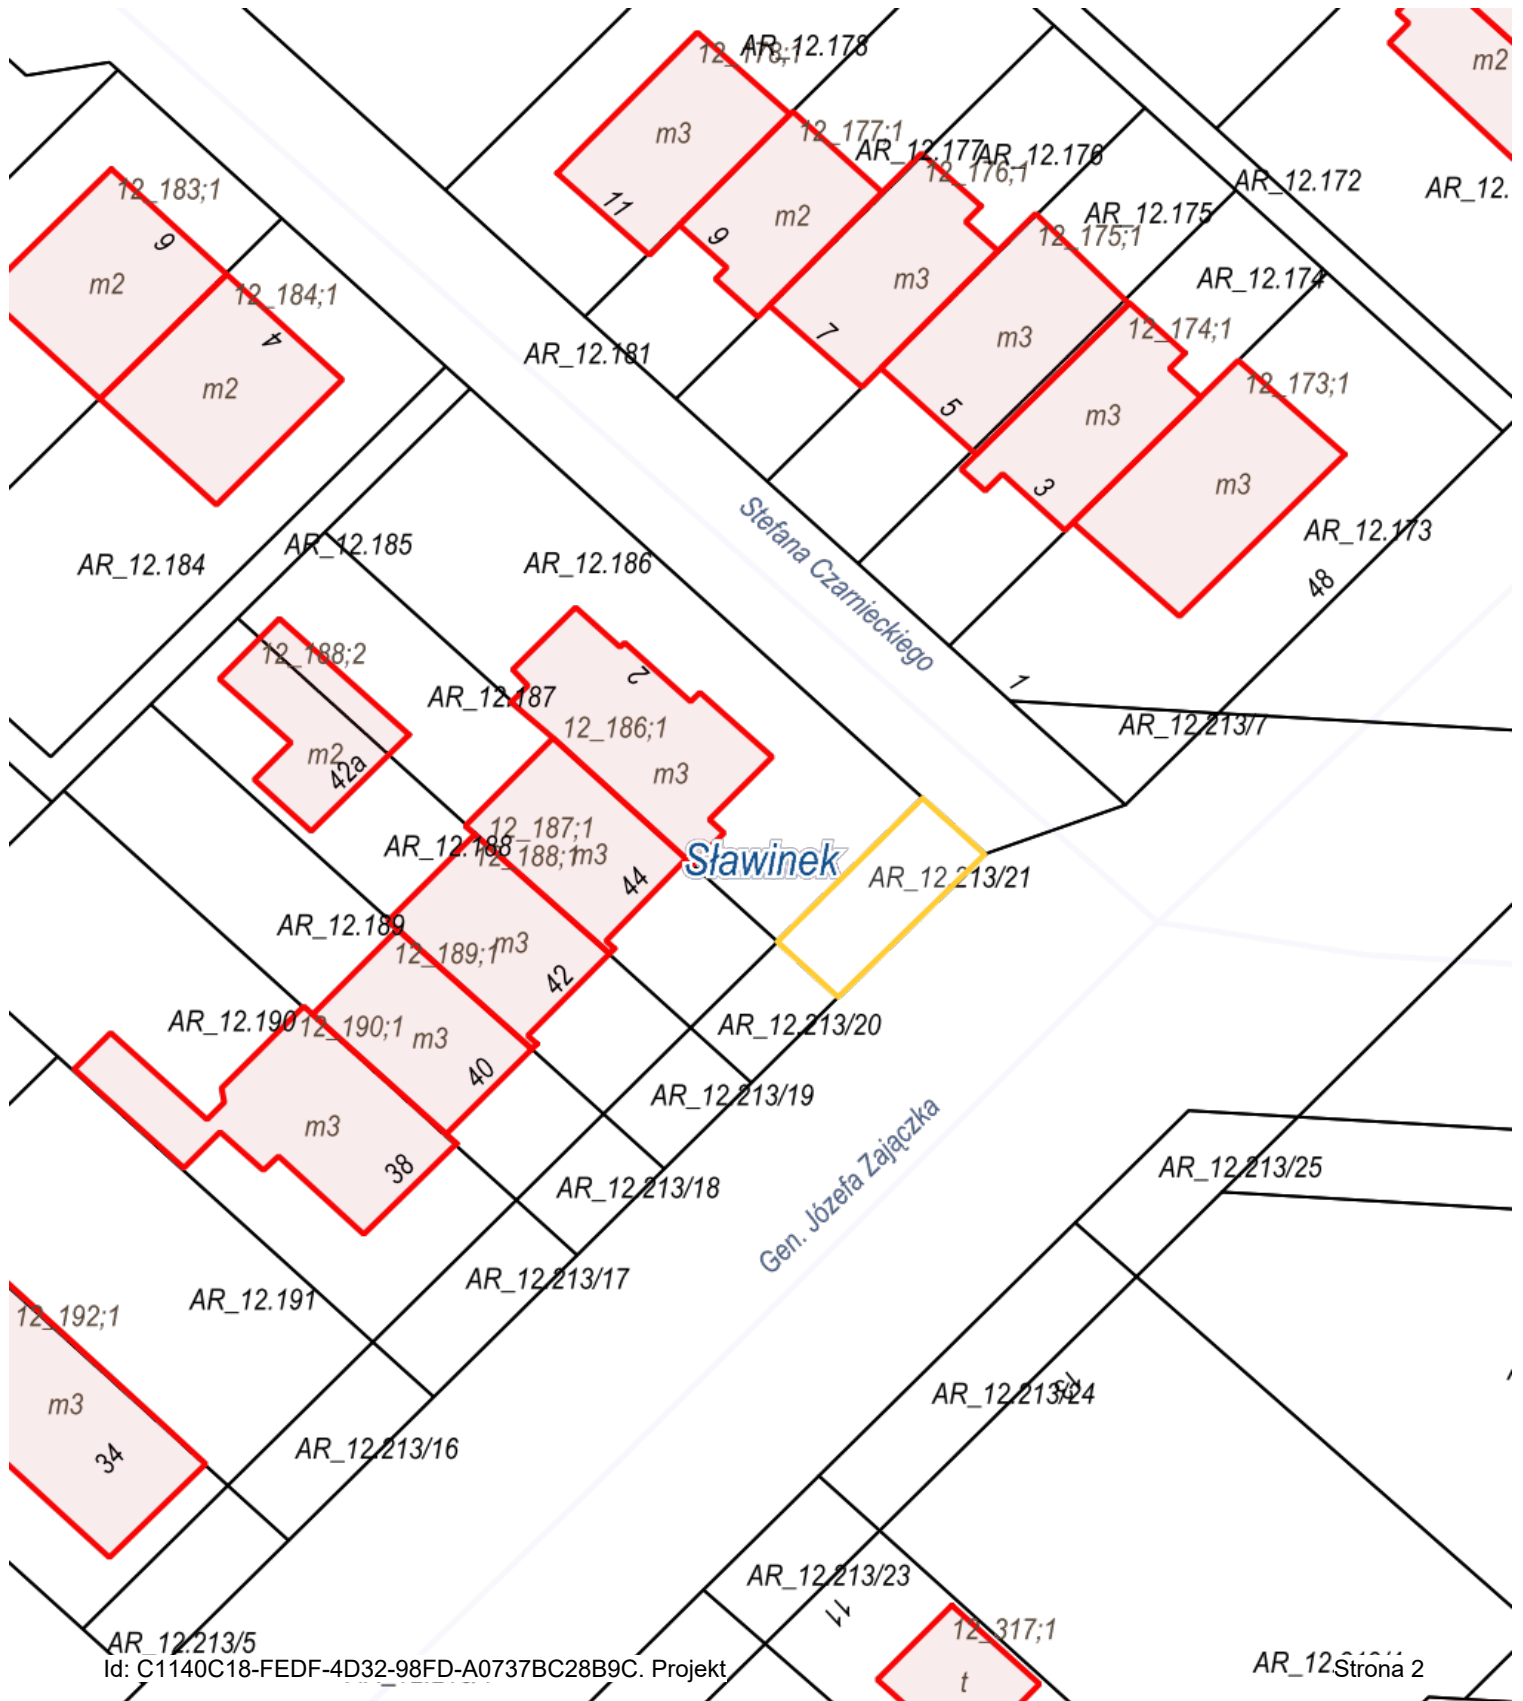 m2
12_178;1
AR_12.178
m3
11
12_177;1
AR_12.177
AR_12.176
m2
9
12_176;1
AR_12.172
AR_12.
12_183;1
6
m2
AR_12.175
12_175;1
m3
7
AR_12.174
12_184;1
4
m2
m3
5
12_174;1
AR_12.181
12_173;1
m3
3
m3
Stefana Czarnieckiego
AR_12.173
48
AR_12.184
AR_12.185
AR_12.186
12_188;2
m2
42a
AR_12.187
2
12_186;1
m3
1
AR_12.213/7
12_187;1
AR_12.188
12_188;1
m3
44
Sławinek
AR_12.213/21
AR_12.189
12_189;1
m3
42
AR_12.190
12_190;1
m3
40
AR_12.213/20
AR_12.213/19
m3
38
Gen. Józefa Zajączka
AR_12.213/25
AR_12.213/18
AR_12.213/17
AR_12.191
12_192;1
m3
34
AR_12.213/24
13
AR_12.213/16
AR_12.213/23
11
12_317;1
t
AR_12.213/5
Id: C1140C18-FEDF-4D32-98FD-A0737BC28B9C. Projekt
Strona 2